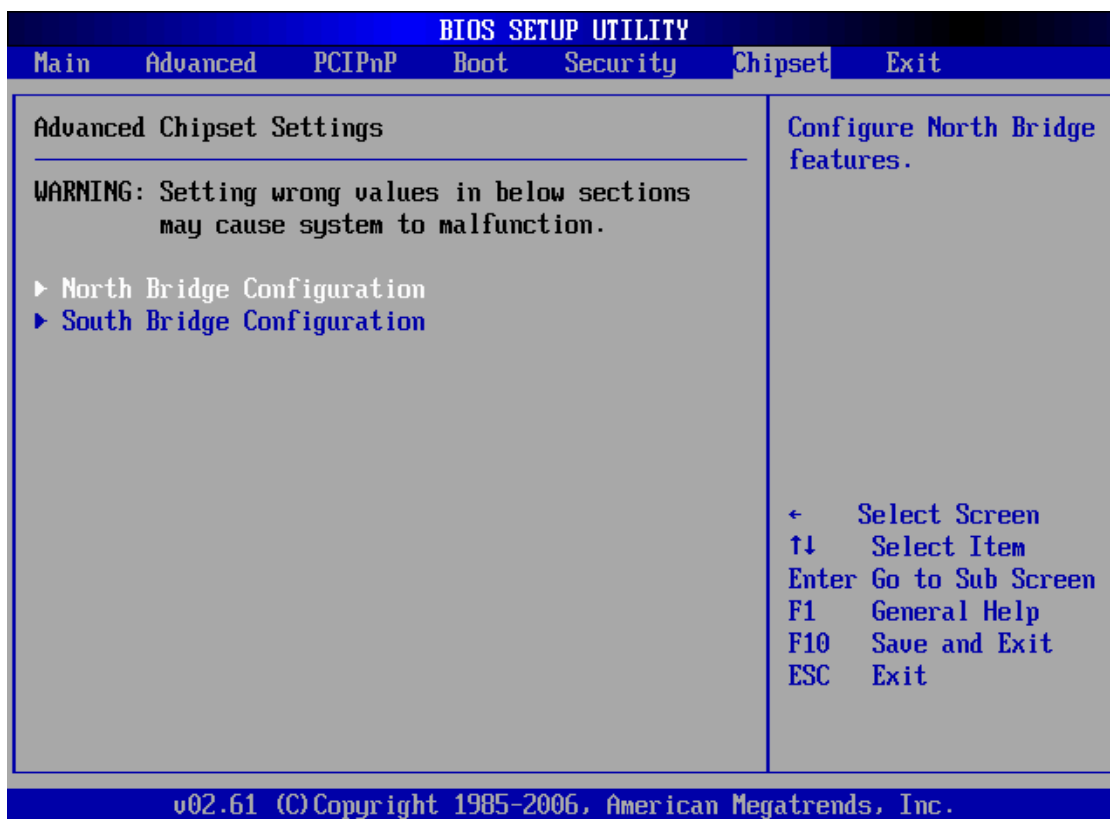 BIOS SETUP UTILITY
Main Advanced PCIPnP Boot Security Chipset Exit
Advanced Chipset Settings
WARNING: Setting wrong values in below sections
may cause system to malfunction.
▶ North Bridge Configuration
▶ South Bridge Configuration
Configure North Bridge
features.
← Select Screen
↑↓ Select Item
Enter Go to Sub Screen
F1 General Help
F10 Save and Exit
ESC Exit
v02.61 (C)Copyright 1985-2006, American Megatrends, Inc.